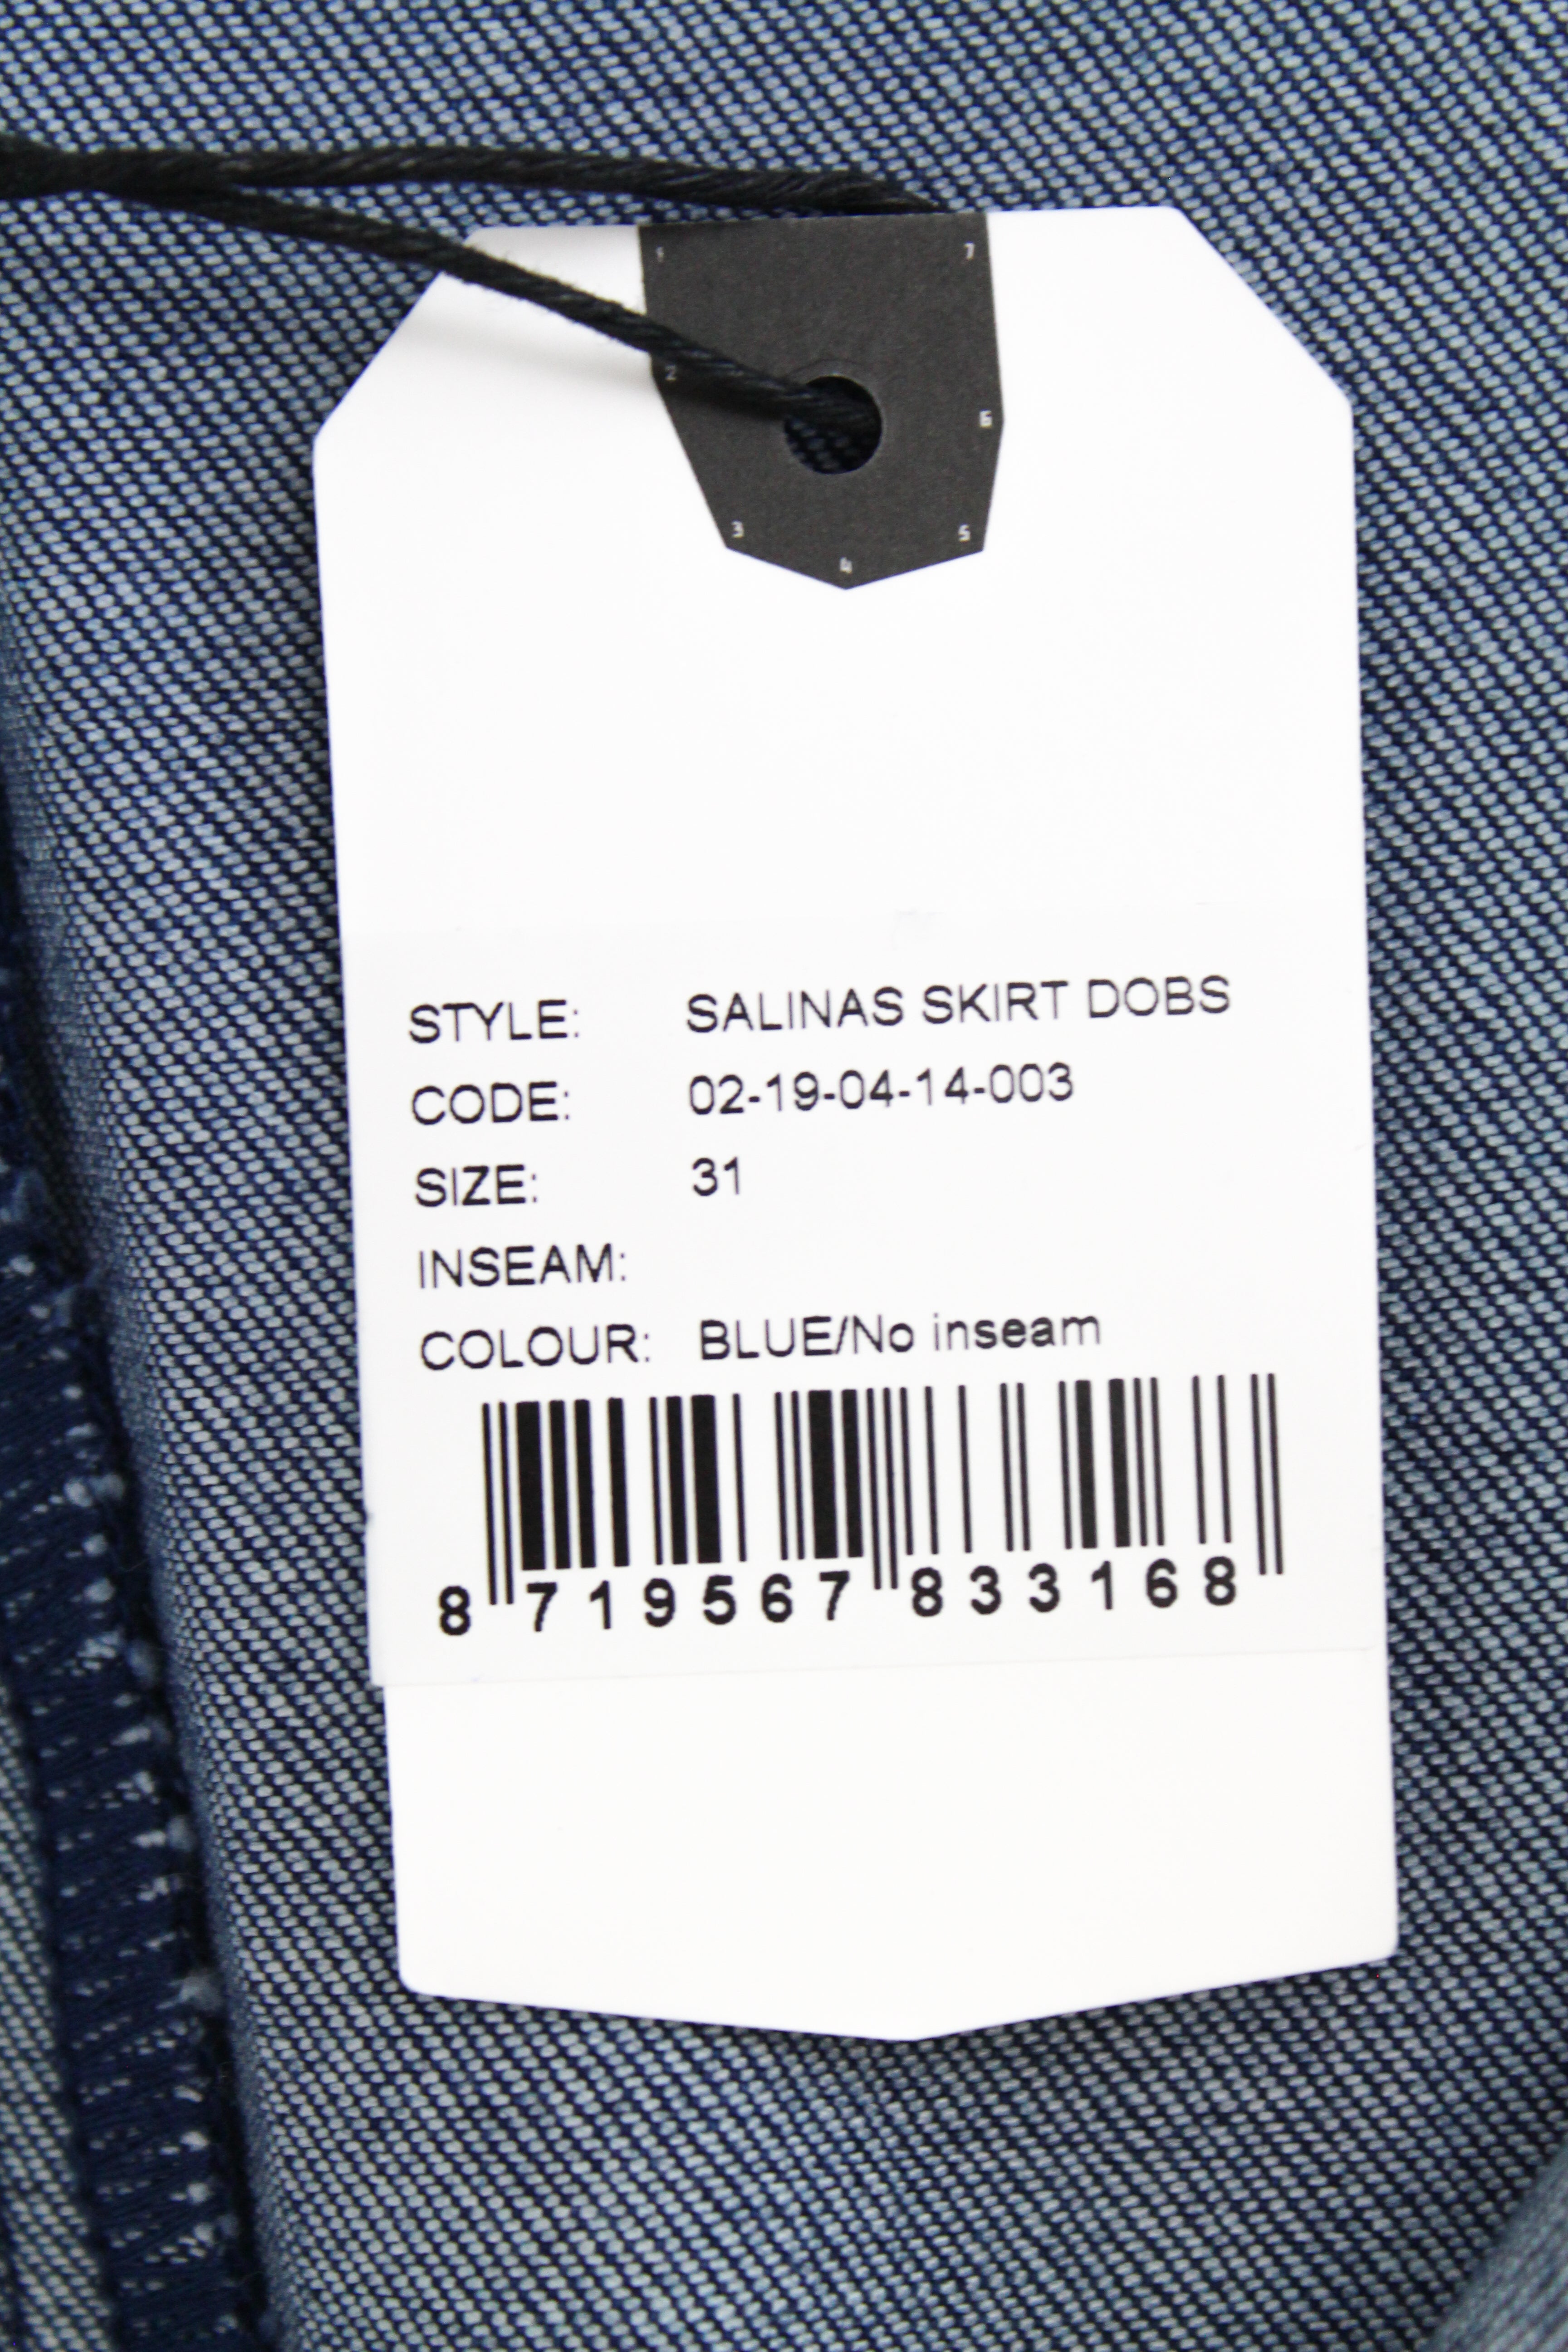 1 7
2 6
3 5
4
STYLE: SALINAS SKIRT DOBS
CODE: 02-19-04-14-003
SIZE: 31
INSEAM:
COLOUR: BLUE/No inseam
8 719567 833168